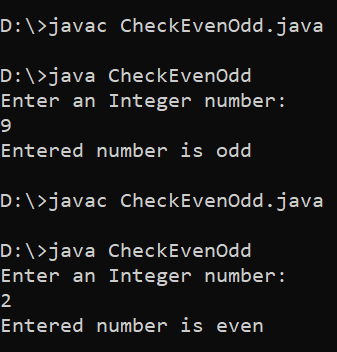 D:\>javac CheckEvenOdd.java
D:\>java CheckEvenOdd
Enter an Integer number:
9
Entered number is odd
D:\>javac CheckEvenOdd.java
D:\>java CheckEvenOdd
Enter an Integer number:
2
Entered number is even